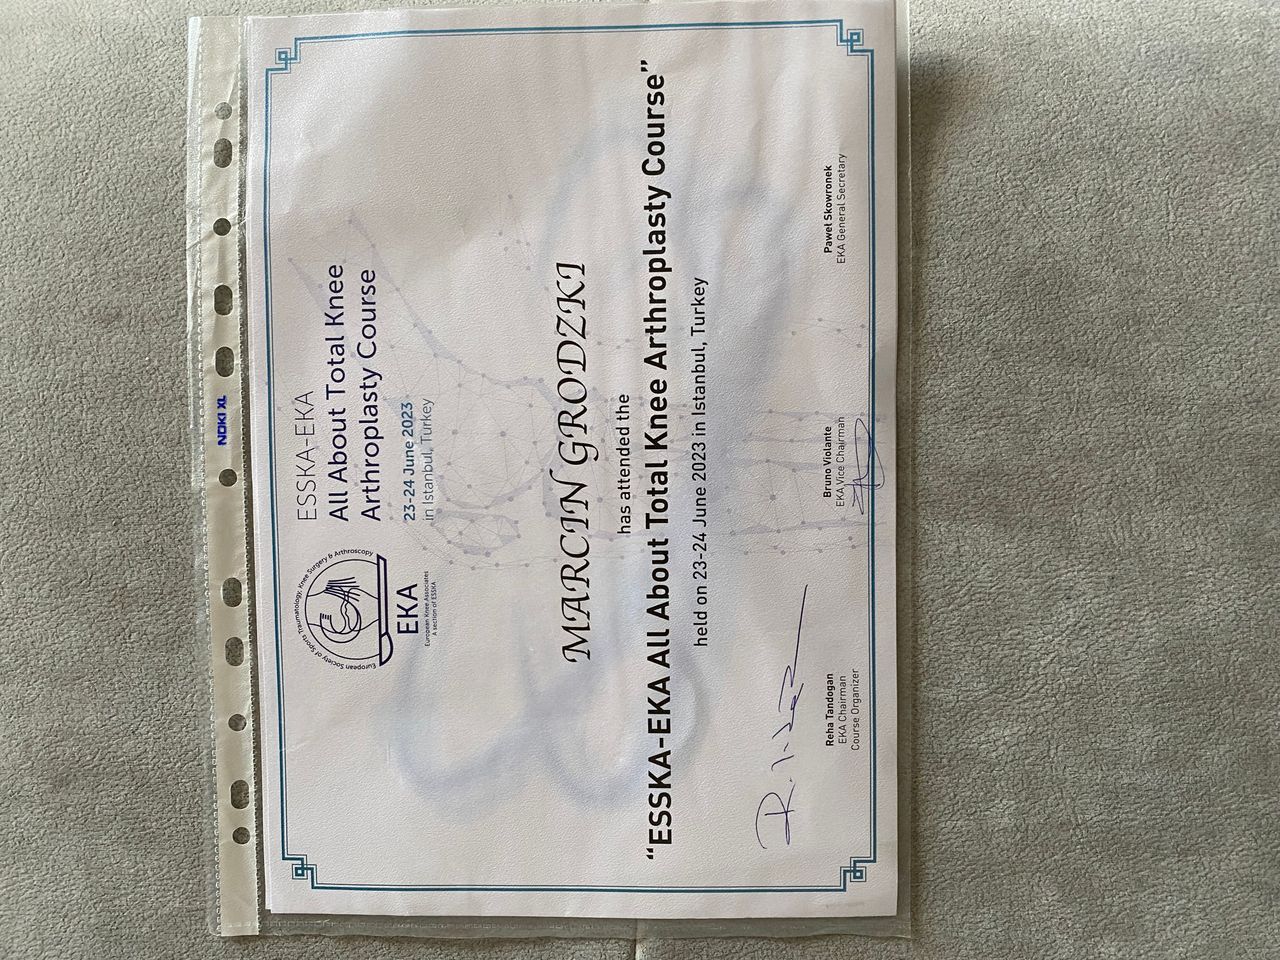 NOKI XL
European Society of Sports Traumatology, Knee Surgery & Arthroscopy
EKA
European Knee Associates
A section of ESSKA
ESSKA-EKA
All About Total Knee
Arthroplasty Course
23-24 June 2023
in Istanbul, Turkey
MARCIN GRODZKI
has attended the
“ESSKA-EKA All About Total Knee Arthroplasty Course”
held on 23-24 June 2023 in Istanbul, Turkey
Reha Tandogan
EKA Chairman
Course Organizer
Bruno Violante
EKA Vice Chairman
Paweł Skowronek
EKA General Secretary